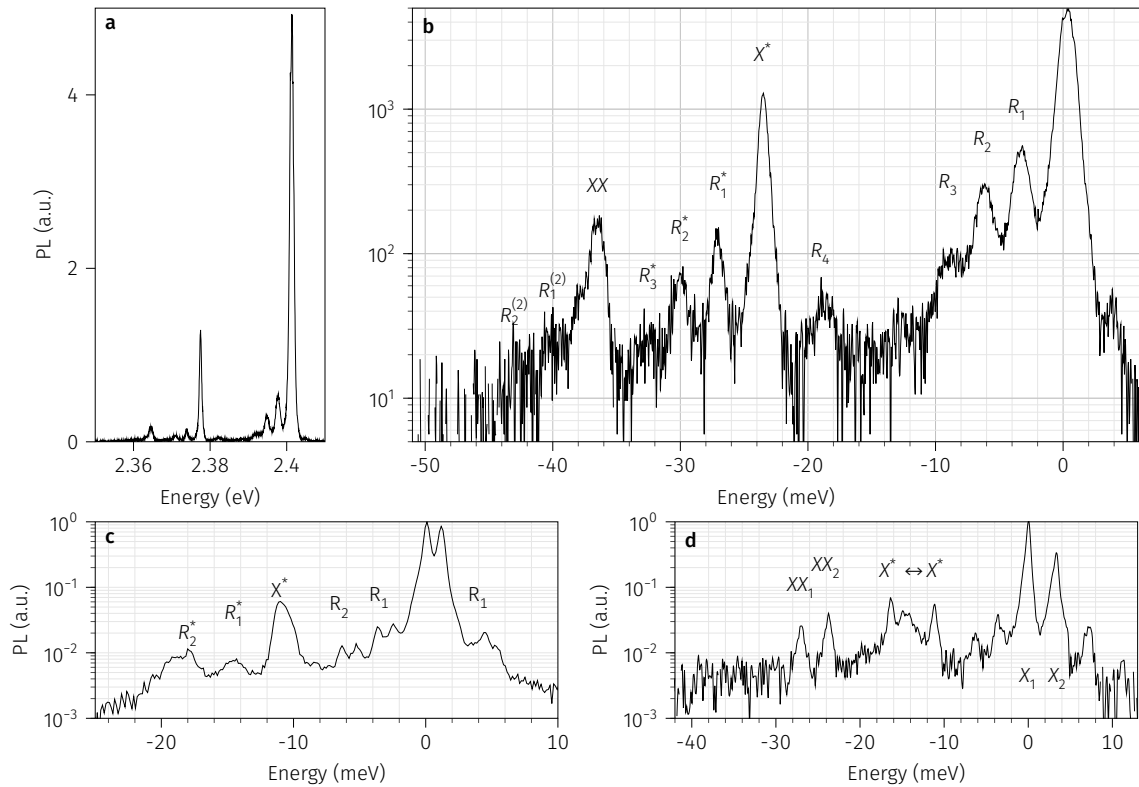 a
PL (a.u.)
4
2
0
2.36 2.38 2.4
Energy (eV)
b
X*
R₁
R₂
R₃
XX
R₁*
R₂*
R₄
R₃*
R₁⁽²⁾
R₂⁽²⁾
10³
10²
10¹
-50 -40 -30 -20 -10 0
Energy (meV)
c
PL (a.u.)
10⁰
10⁻¹
10⁻²
10⁻³
X*
R₂ R₁ R₁
R₁*
R₂*
-20 -10 0 10
Energy (meV)
d
PL (a.u.)
10⁰
10⁻¹
10⁻²
10⁻³
XX₁ XX₂ X* ↔ X*
X₁ X₂
-40 -30 -20 -10 0 10
Energy (meV)